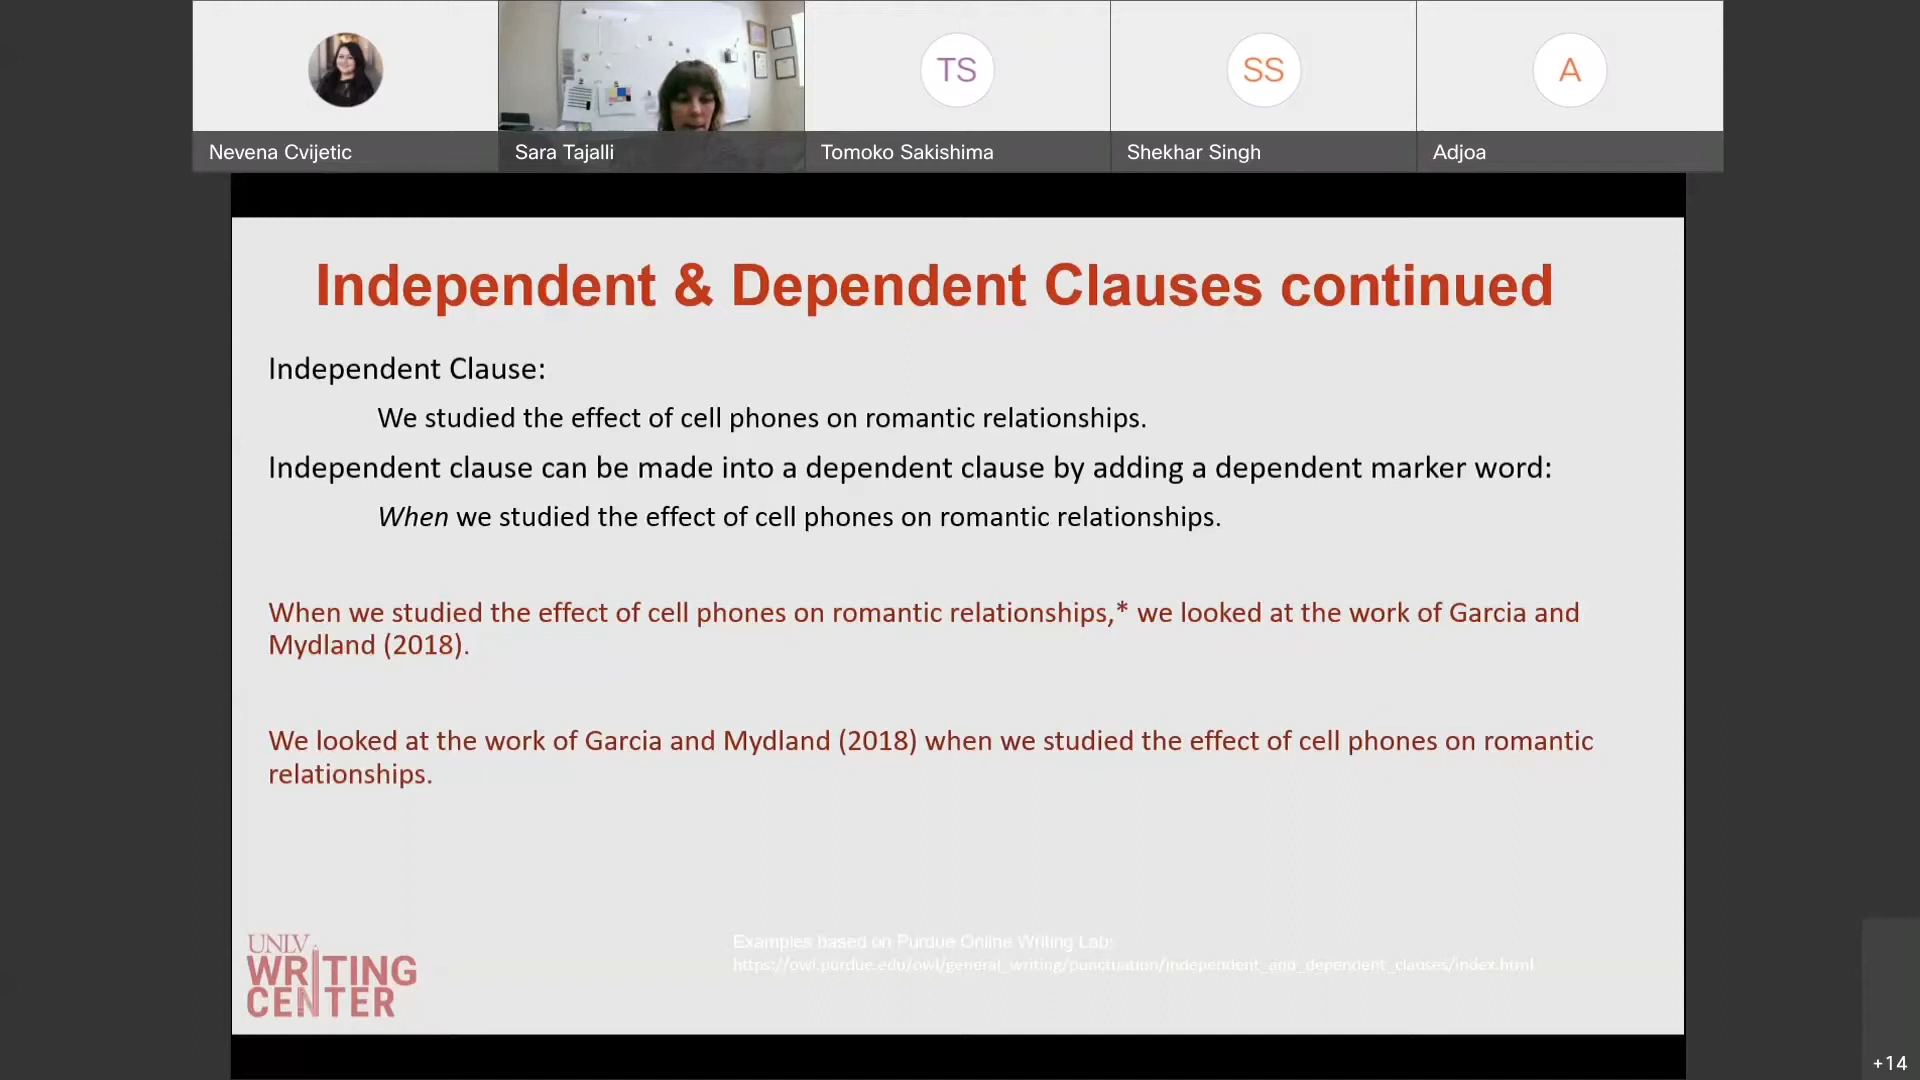 TS
SS
A
Nevena Cvijetic
Sara Tajalli
Tomoko Sakishima
Shekhar Singh
Adjoa
Independent & Dependent Clauses continued
Independent Clause:
We studied the effect of cell phones on romantic relationships.
Independent clause can be made into a dependent clause by adding a dependent marker word:
When we studied the effect of cell phones on romantic relationships.
When we studied the effect of cell phones on romantic relationships,* we looked at the work of Garcia and
Mydland (2018).
We looked at the work of Garcia and Mydland (2018) when we studied the effect of cell phones on romantic
relationships.
UNLV
WRITING
CENTER
Examples based on Purdue Online Writing Lab:
https://owl.purdue.edu/owl/general_writing/punctuation/independent_and_dependent_clauses/index.html
+14